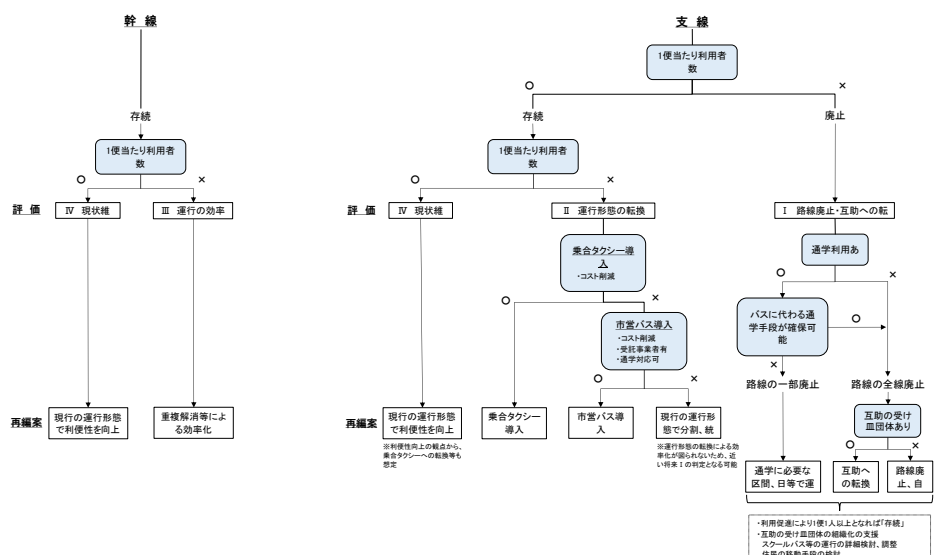 幹 線
存続
1便当たり利用者
数
○
×
評 価
Ⅳ 現状維
Ⅲ 運行の効率
再編案
現行の運行形態
で利便性を向上
重複解消等によ
る効率化
支 線
1便当たり利用者
数
○
×
存続
廃止
1便当たり利用者
数
○
×
評 価
Ⅳ 現状維
Ⅱ 運行形態の転換
Ⅰ 路線廃止・互助への転
乗合タクシー導
入
・コスト削減
○
×
市営バス導入
・コスト削減
・受託事業者有
・通学対応可
○
×
通学利用あ
○
×
バスに代わる通
学手段が確保可
能
○
×
路線の一部廃止
路線の全線廃止
再編案
現行の運行形態
で利便性を向上
※利便性向上の観点から、
乗合タクシーへの転換等も
想定
乗合タクシー
導入
市営バス導
入
現行の運行形
態で分割、統
※運行形態の転換による効
率化が図られないため、近
い将来Ⅰの判定となる可能
互助の受け
皿団体あり
○
×
通学に必要な
区間、日等で運
互助へ
の転換
路線廃
止、自
・利用促進により1便1人以上となれば「存続」
・互助の受け皿団体の組織化の支援
スクールバス等の運行の詳細検討、調整
住民の移動手段の検討